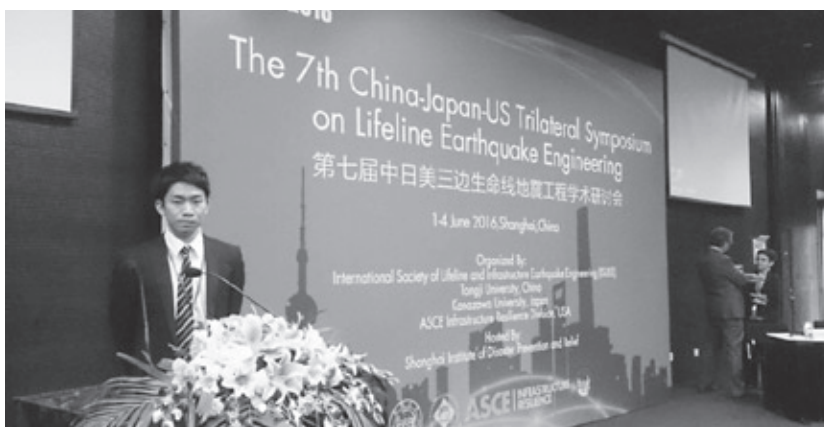 2016
The 7th China-Japan-US Trilateral Symposium
on Lifeline Earthquake Engineering
第七届中日美三边生命线地震工程学术研讨会
1-4 June 2016.Shanghai,China
Organized By:
International Society of Lifeline and Infrastructure Earthquake Engineering
Tongji University, China
Kanazawa University, Japan
ASCE Infrastructure Resilience USA
Hosted By:
Shanghai Institute of Disaster Prevention and Relief
ASCE INFRASTRUCTURE
RESILIENCE